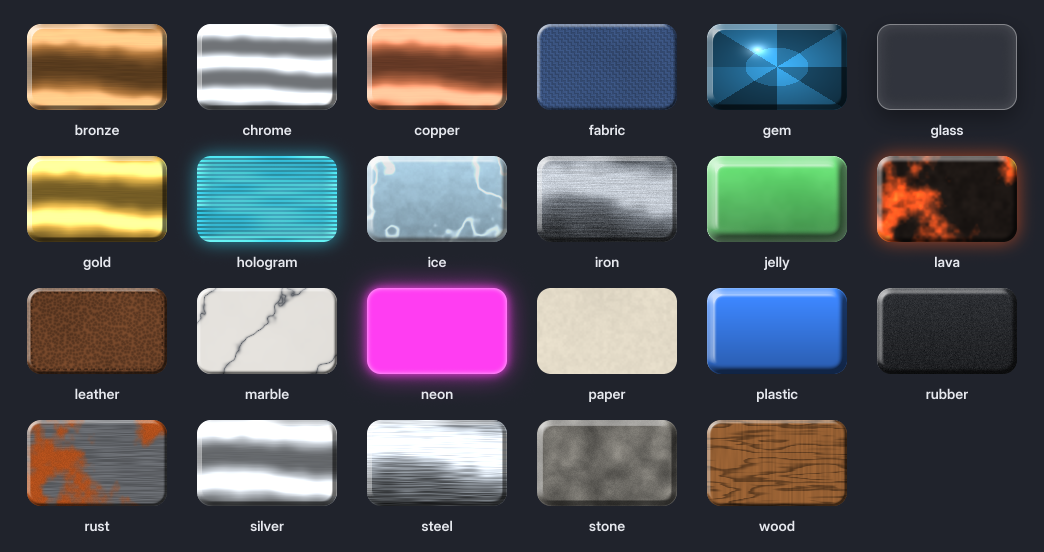 bronze
chrome
copper
fabric
gem
glass
gold
hologram
ice
iron
jelly
lava
leather
marble
neon
paper
plastic
rubber
rust
silver
steel
stone
wood